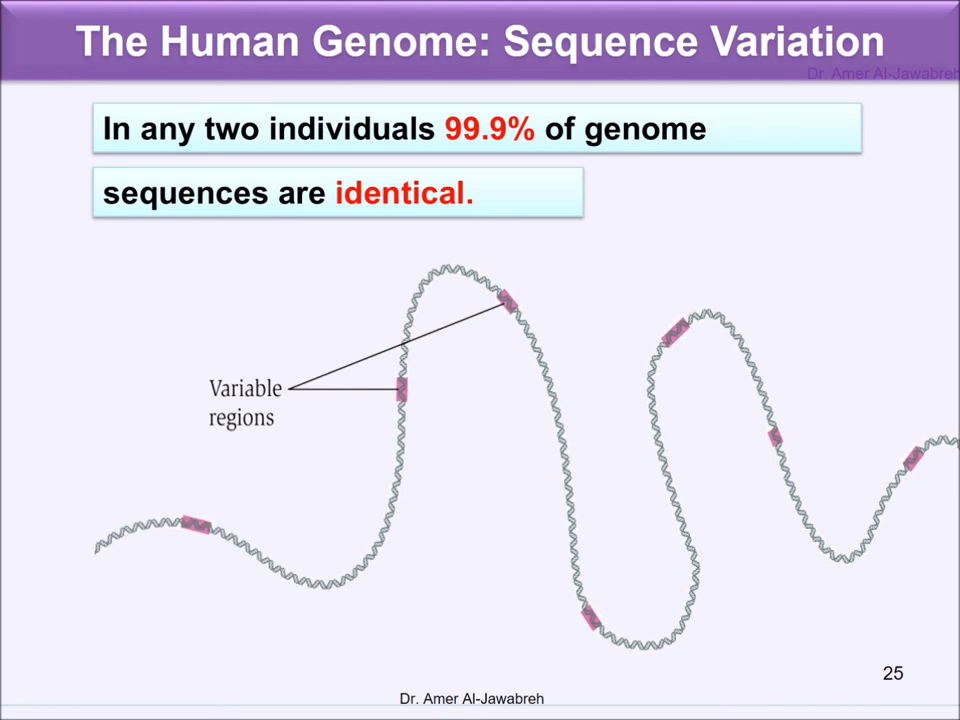 The Human Genome: Sequence Variation
Dr. Amer Al-Jawabreh
In any two individuals 99.9% of genome
sequences are identical.
Variable
regions
25
Dr. Amer Al-Jawabreh